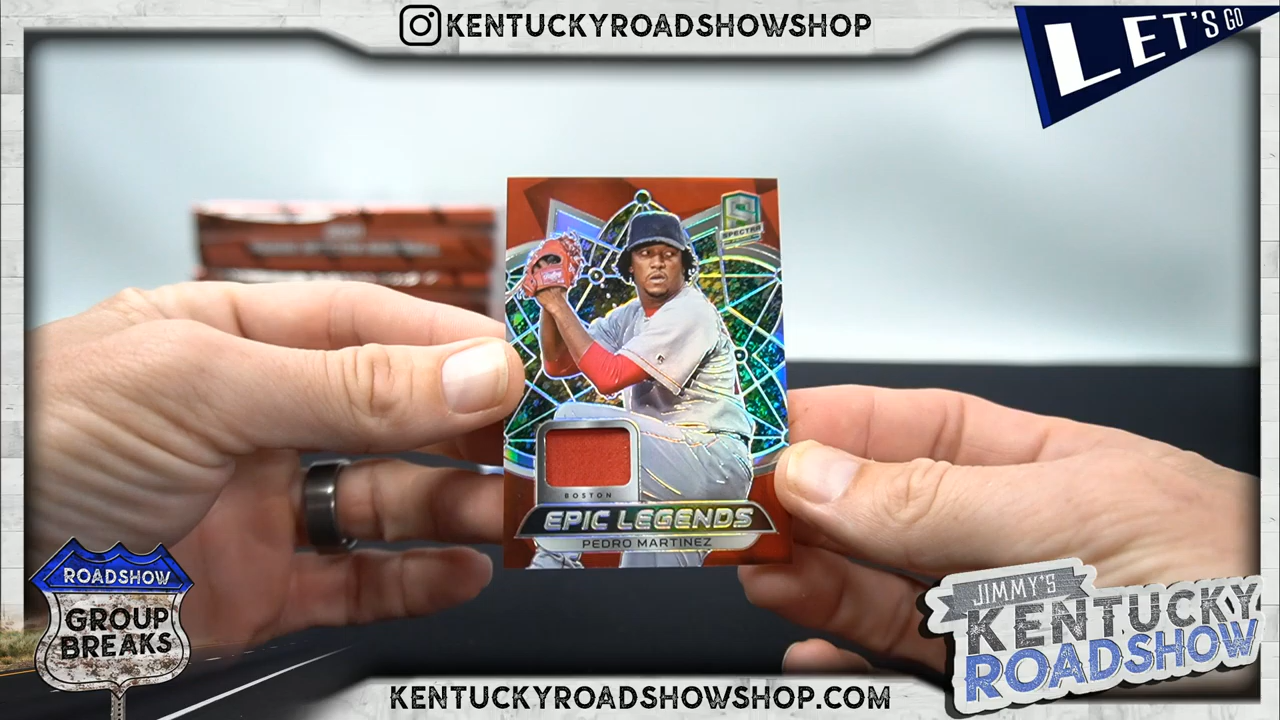 KENTUCKYROADSHOWSHOP
LET'S GO
SPECTRA
BOSTON
EPIC LEGENDS
PEDRO MARTINEZ
ROADSHOW
GROUP
BREAKS
JIMMY'S
KENTUCKY
ROADSHOW
KENTUCKYROADSHOWSHOP.COM